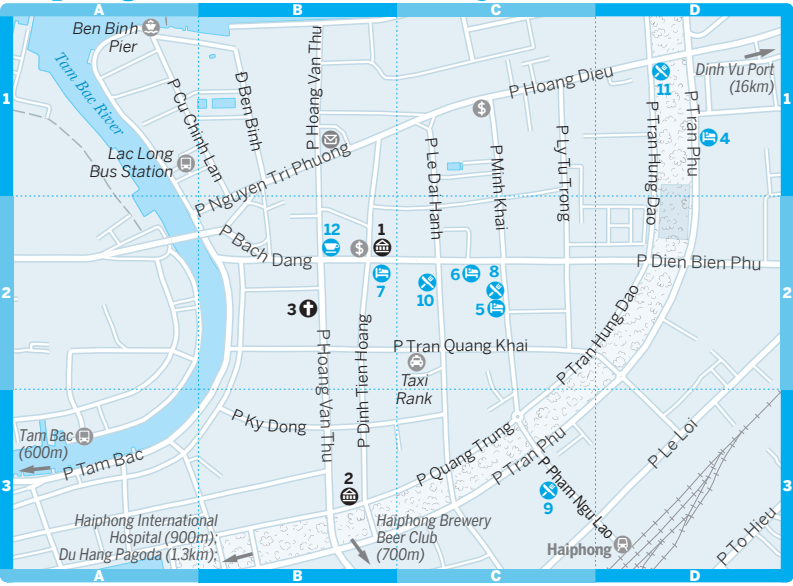 A
B
C
D
Ben Binh
Pier
P Hoang Van Thu
Tam Bac River
P Cu Chinh Lan
Đ Ben Binh
P Hoang Dieu
Dinh Vu Port
(16km)
1
1
11
4
P Tran Phu
P Tran Hung Dao
$
Lac Long
Bus Station
P Nguyen Tri Phuong
P Le Dai Hanh
P Minh Khai
P Ly Tu Trong
P Bach Dang
12
$
1
P Dien Bien Phu
2
2
7
6
8
10
5
3
P Hoang Van Thu
P Dinh Tien Hoang
P Tran Quang Khai
Taxi
Rank
P Tran Hung Dao
P Ky Dong
Tam Bac
(600m)
P Tam Bac
P Quang Trung
P Tran Phu
P Le Loi
3
3
2
9
P Pham Ngu Lao
Haiphong International
Hospital (900m);
Du Hang Pagoda (1.3km);
Haiphong Brewery
Beer Club
(700m)
Haiphong
P To Hieu
A
B
C
D